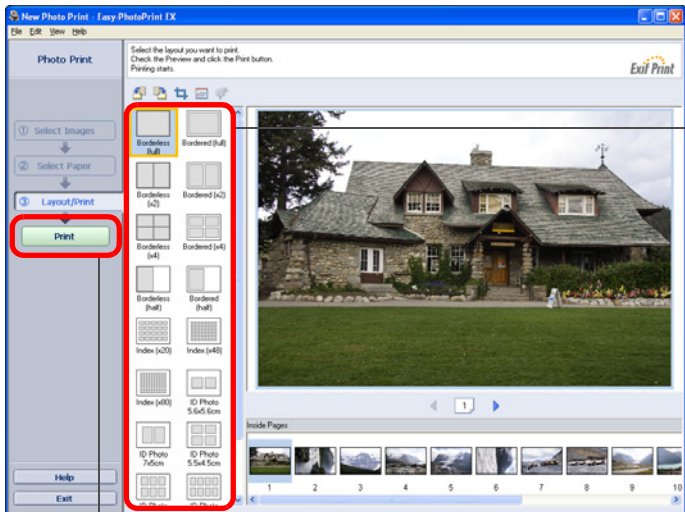 New Photo Print - Easy-PhotoPrint EX
File Edit View Help
Photo Print
Select the layout you want to print.
Check the Preview and click the Print button.
Printing starts.
Exif Print
① Select Images
② Select Paper
③ Layout/Print
Print
Help
Exit
Borderless (full)
Bordered (full)
Borderless (x2)
Bordered (x2)
Borderless (x4)
Bordered (x4)
Borderless (half)
Bordered (half)
Index (x20)
Index (x48)
Index (x80)
ID Photo 5.6x5.6cm
ID Photo 7x5cm
ID Photo 5.5x4.5cm
ID Photo
ID Photo
1
Inside Pages
1 2 3 4 5 6 7 8 9 10